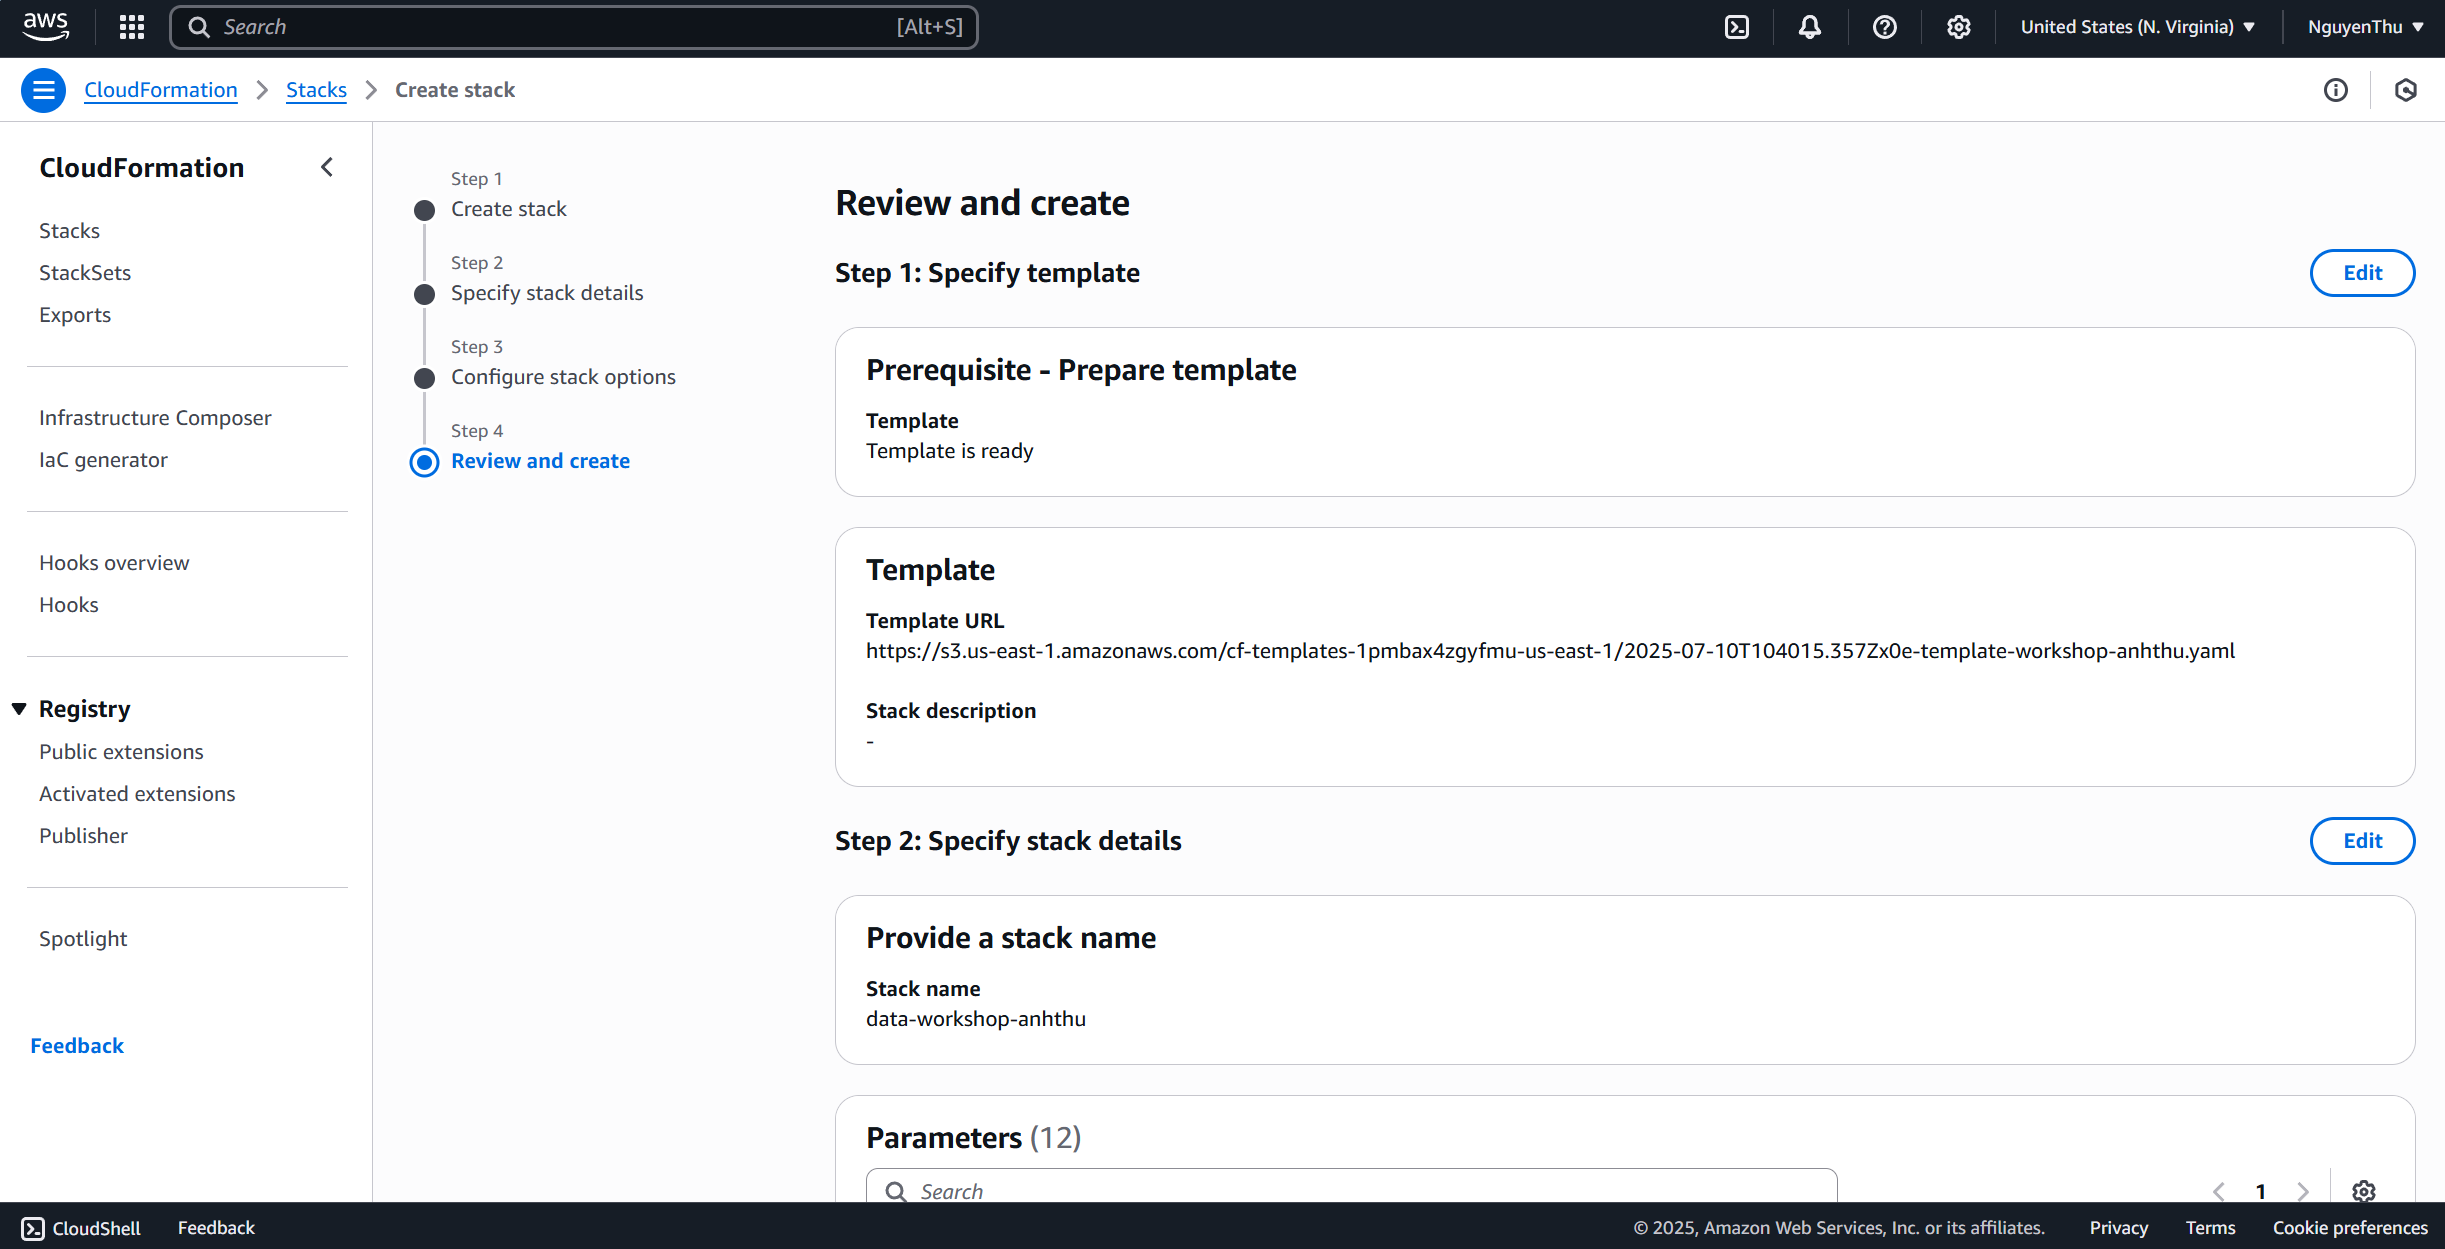 aws
Search
[Alt+S]
United States (N. Virginia)
NguyenThu
CloudFormation
Stacks
Create stack
CloudFormation
Stacks
StackSets
Exports
Infrastructure Composer
IaC generator
Hooks overview
Hooks
Registry
Public extensions
Activated extensions
Publisher
Spotlight
Feedback
Step 1
Create stack
Step 2
Specify stack details
Step 3
Configure stack options
Step 4
Review and create
Review and create
Step 1: Specify template
Edit
Prerequisite - Prepare template
Template
Template is ready
Template
Template URL
https://s3.us-east-1.amazonaws.com/cf-templates-1pmbax4zgyfmu-us-east-1/2025-07-10T104015.357Zx0e-template-workshop-anhthu.yaml
Stack description
-
Step 2: Specify stack details
Edit
Provide a stack name
Stack name
data-workshop-anhthu
Parameters (12)
Search
1
CloudShell
Feedback
© 2025, Amazon Web Services, Inc. or its affiliates.
Privacy
Terms
Cookie preferences